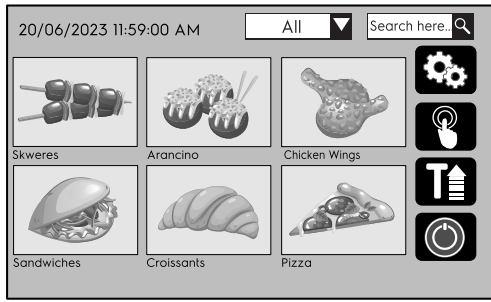 20/06/2023 11:59:00 AM
All
Search here..
Skweres
Arancino
Chicken Wings
T
Sandwiches
Croissants
Pizza